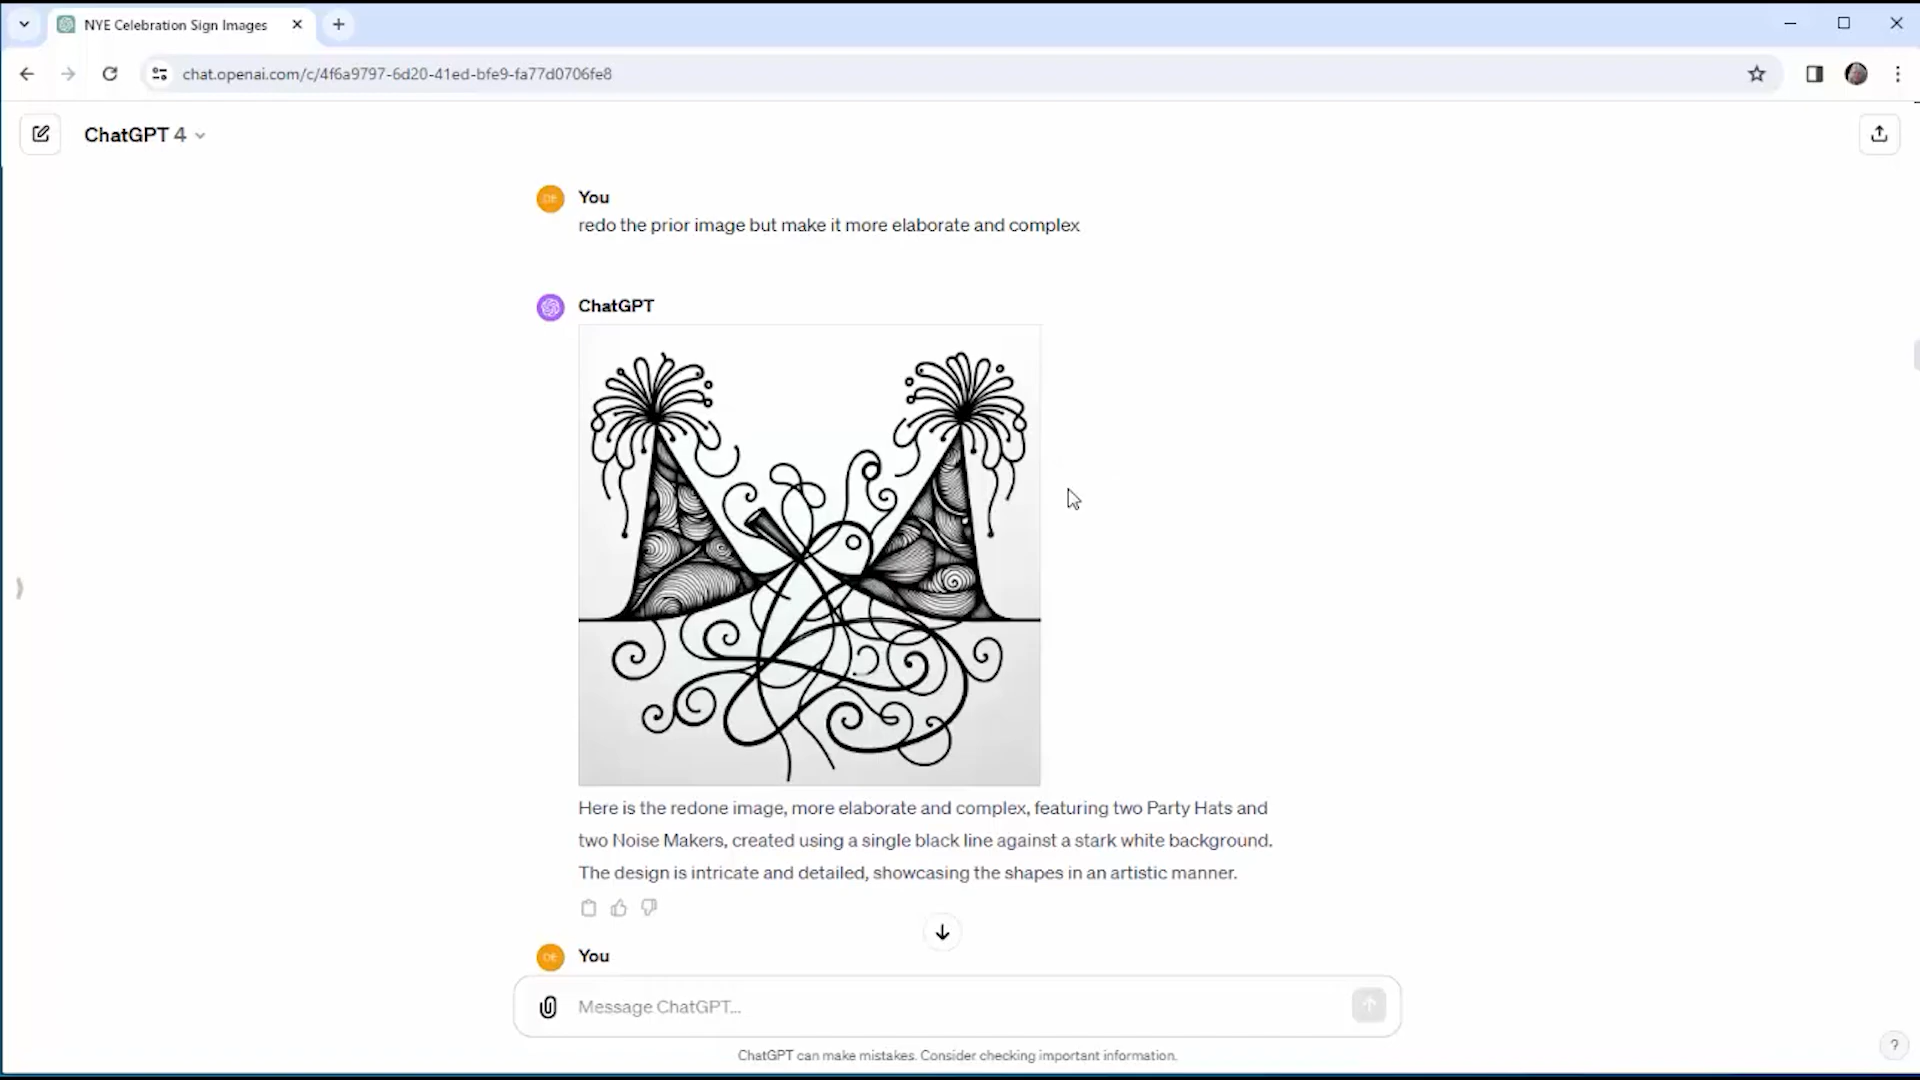 NYE Celebration Sign Images
chat.openai.com/c/4f6a9797-6d20-41ed-bfe9-fa77d0706fe8
ChatGPT 4
You
redo the prior image but make it more elaborate and complex
ChatGPT
Here is the redone image, more elaborate and complex, featuring two Party Hats and
two Noise Makers, created using a single black line against a stark white background.
The design is intricate and detailed, showcasing the shapes in an artistic manner.
You
Message ChatGPT...
ChatGPT can make mistakes. Consider checking important information.
?